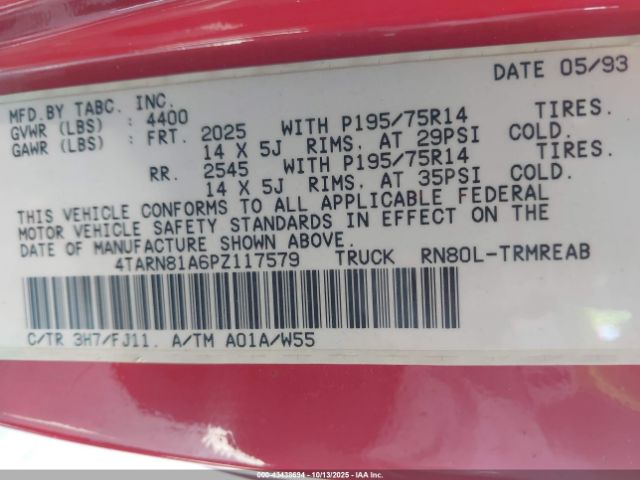 DATE 05/93
MFD.BY TABC. INC.
GVWR (LBS) : 4400
GAWR (LBS) : FRT. 2025 WITH P195/75R14 TIRES.
14 X 5J RIMS, AT 29PSI COLD.
RR. 2545 WITH P195/75R14 TIRES.
14 X 5J RIMS, AT 35PSI COLD.
THIS VEHICLE CONFORMS TO ALL APPLICABLE FEDERAL
MOTOR VEHICLE SAFETY STANDARDS IN EFFECT ON THE
DATE OF MANUFACTURE SHOWN ABOVE.
4TARN81A6PZ117579 TRUCK RN80L-TRMREAB
C/TR 3H7/FJ11. A/TM A01A/W55
000-43438694 - 10/13/2025 - IAA Inc.